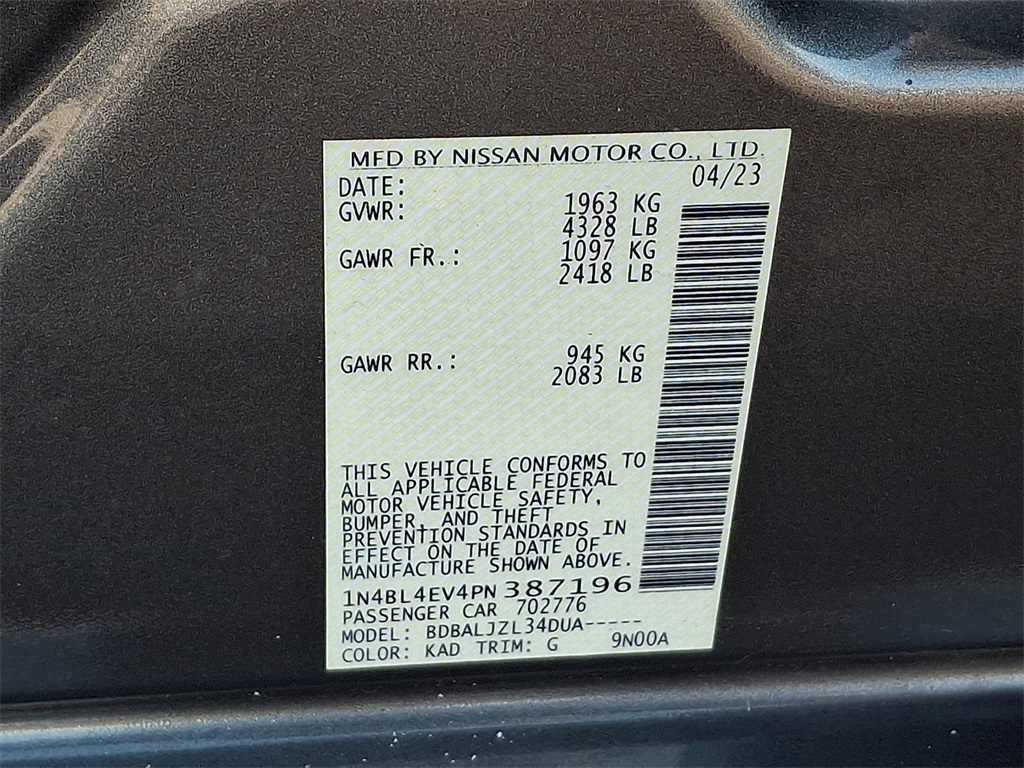 MFD BY NISSAN MOTOR CO., LTD.
DATE: 04/23
GVWR: 1963 KG
4328 LB
GAWR FR.: 1097 KG
2418 LB
GAWR RR.: 945 KG
2083 LB
THIS VEHICLE CONFORMS TO
ALL APPLICABLE FEDERAL
MOTOR VEHICLE SAFETY,
BUMPER, AND THEFT
PREVENTION STANDARDS IN
EFFECT ON THE DATE OF
MANUFACTURE SHOWN ABOVE.
1N4BL4EV4PN387196
PASSENGER CAR 702776
MODEL: BDBALJZL34DUA-----
COLOR: KAD TRIM: G 9N00A